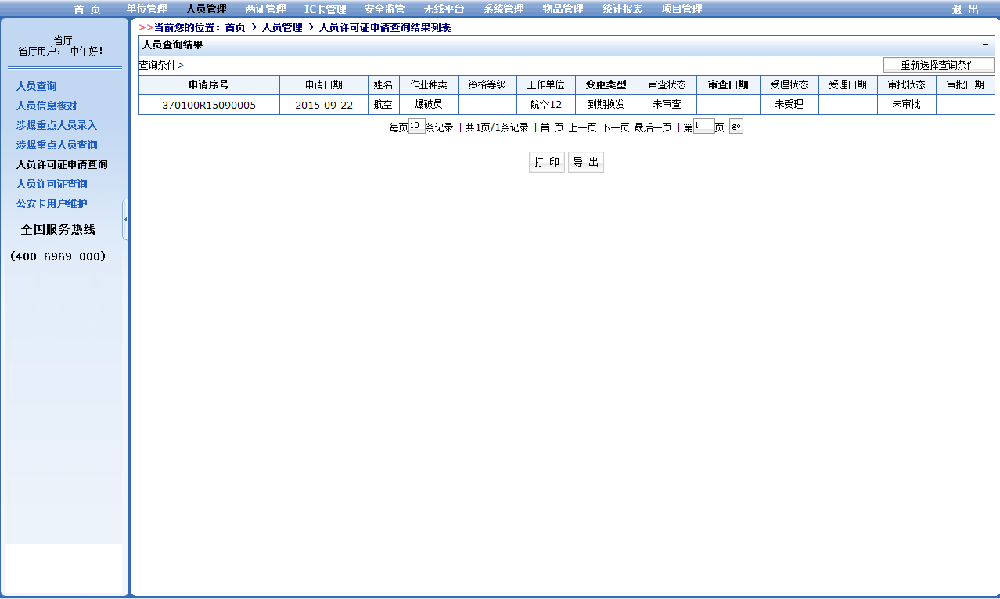 首 页 单位管理 人员管理 两证管理 IC卡管理 安全监管 无线平台 系统管理 物品管理 统计报表 项目管理 退 出
省厅
省厅用户， 中午好！
人员查询
人员信息核对
涉爆重点人员录入
涉爆重点人员查询
人员许可证申请查询
人员许可证查询
公安卡用户维护
全国服务热线
(400-6969-000)
>>当前您的位置：首页 > 人员管理 > 人员许可证申请查询结果列表
人员查询结果
查询条件> 重新选择查询条件
申请序号 申请日期 姓名 作业种类 资格等级 工作单位 变更类型 审查状态 审查日期 受理状态 受理日期 审批状态 审批日期
370100R15090005 2015-09-22 航空 爆破员 航空12 到期换发 未审查 未受理 未审批
每页10条记录 | 共1页/1条记录 | 首 页 上一页 下一页 最后一页 | 第1页 go
打 印 导 出